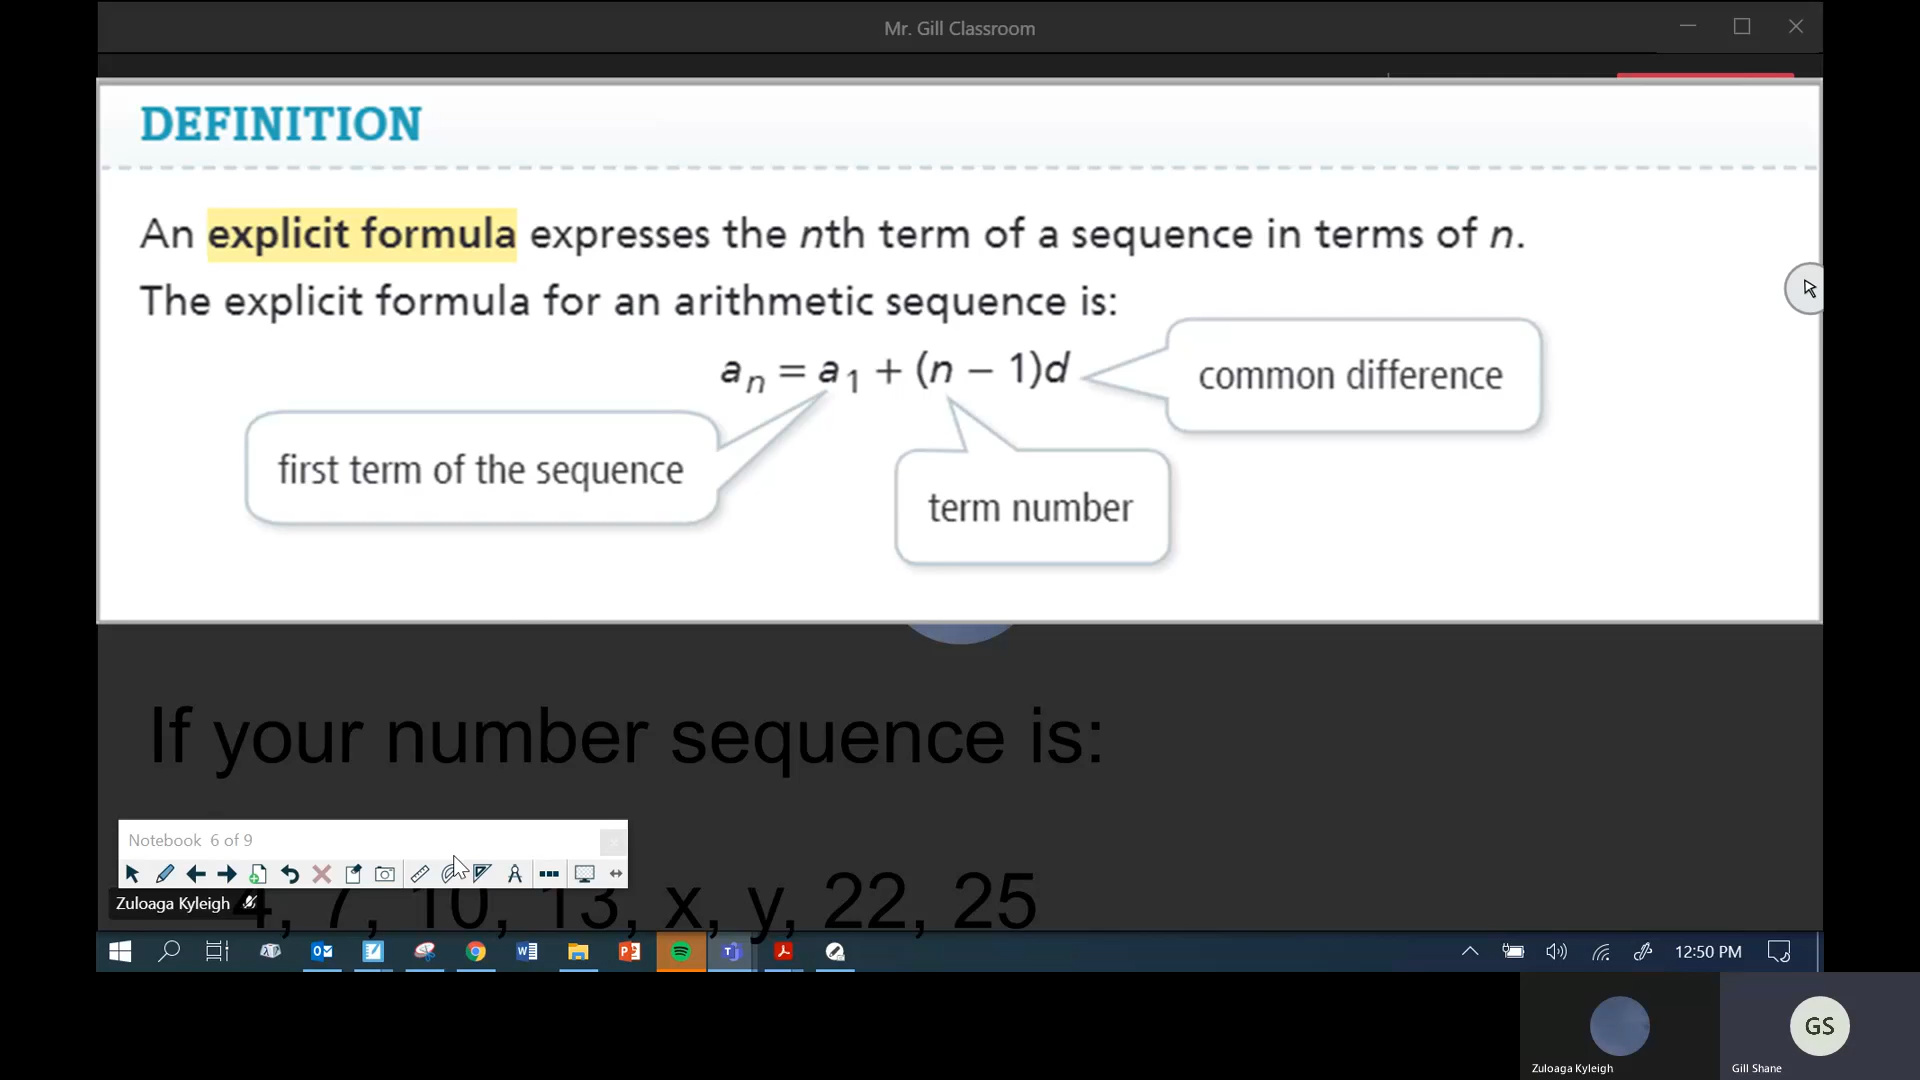 Mr. Gill Classroom
DEFINITION
An explicit formula expresses the nth term of a sequence in terms of n.
The explicit formula for an arithmetic sequence is:
aₙ = a₁ + (n – 1)d
common difference
first term of the sequence
term number
If your number sequence is:
Notebook 6 of 9
Zuloaga Kyleigh
4, 7, 10, 13, x, y, 22, 25
12:50 PM
GS
Zuloaga Kyleigh
Gill Shane